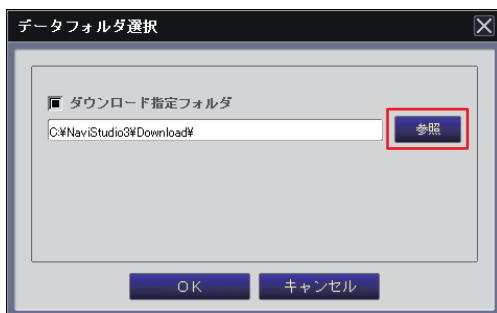 データフォルダ選択
ダウンロード指定フォルダ
C:¥NaviStudio3¥Download¥
参照
OK
キャンセル